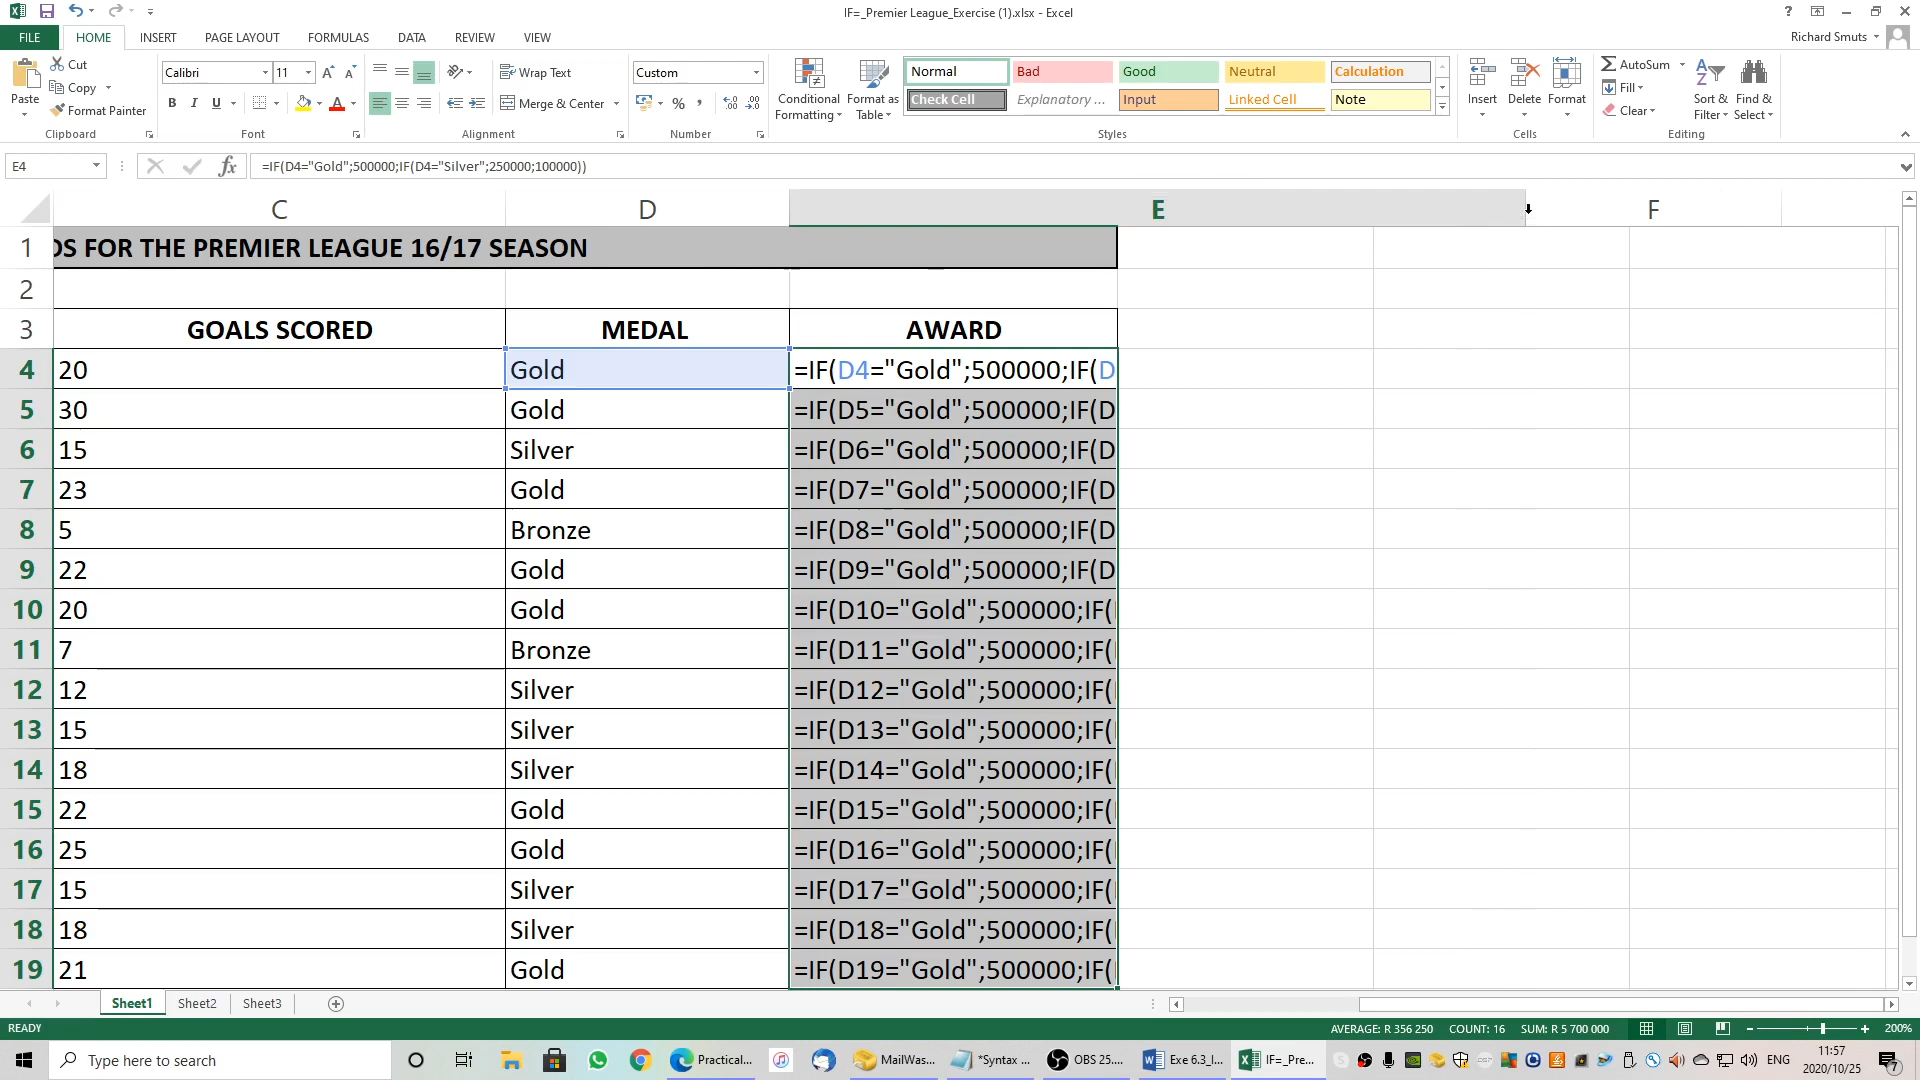 IF=_Premier League_Exercise (1).xlsx - Excel
FILE HOME INSERT PAGE LAYOUT FORMULAS DATA REVIEW VIEW Richard Smuts
Cut
Copy
Format Painter
Paste
Clipboard
Calibri 11
B I U A
Font
Wrap Text
Merge & Center
Alignment
Custom
%
Number
Conditional Formatting
Format as Table
Normal Bad Good Neutral Calculation
Check Cell Explanatory ... Input Linked Cell Note
Styles
Insert Delete Format
Cells
AutoSum
Fill
Clear
Sort & Filter
Find & Select
Editing
E4 fx =IF(D4="Gold";500000;IF(D4="Silver";250000;100000))
C D E F
1 DS FOR THE PREMIER LEAGUE 16/17 SEASON
2
3 GOALS SCORED MEDAL AWARD
4 20 Gold =IF(D4="Gold";500000;IF(D
5 30 Gold =IF(D5="Gold";500000;IF(D
6 15 Silver =IF(D6="Gold";500000;IF(D
7 23 Gold =IF(D7="Gold";500000;IF(D
8 5 Bronze =IF(D8="Gold";500000;IF(D
9 22 Gold =IF(D9="Gold";500000;IF(D
10 20 Gold =IF(D10="Gold";500000;IF(
11 7 Bronze =IF(D11="Gold";500000;IF(
12 12 Silver =IF(D12="Gold";500000;IF(
13 15 Silver =IF(D13="Gold";500000;IF(
14 18 Silver =IF(D14="Gold";500000;IF(
15 22 Gold =IF(D15="Gold";500000;IF(
16 25 Gold =IF(D16="Gold";500000;IF(
17 15 Silver =IF(D17="Gold";500000;IF(
18 18 Silver =IF(D18="Gold";500000;IF(
19 21 Gold =IF(D19="Gold";500000;IF(
Sheet1 Sheet2 Sheet3
READY AVERAGE: R 356 250 COUNT: 16 SUM: R 5 700 000 200%
Type here to search Practical... MailWas... *Syntax ... OBS 25.... Exe 6.3_I... IF=_Pre... ENG 11:57
2020/10/25 7